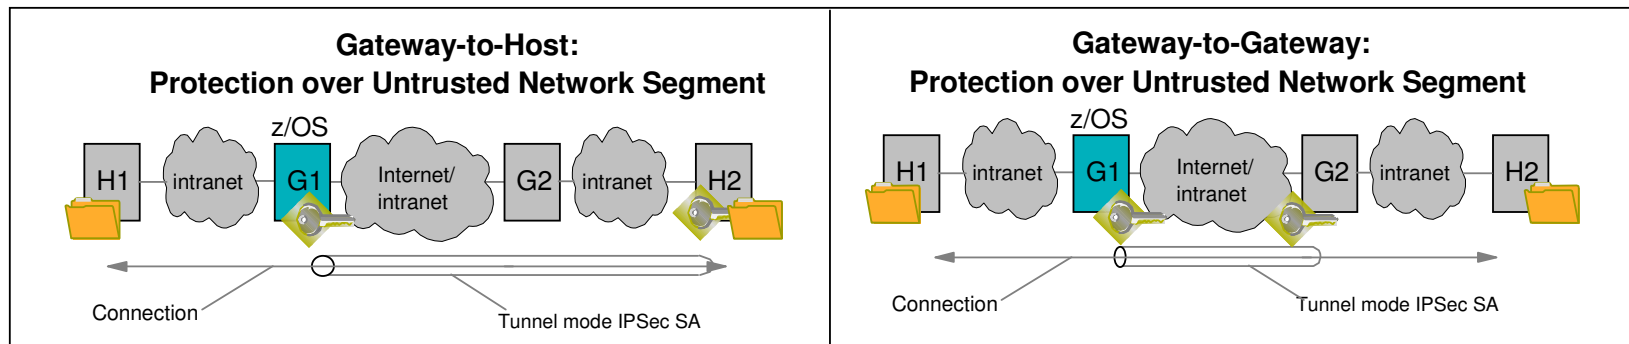 Gateway-to-Host:
Protection over Untrusted Network Segment
z/OS
H1
intranet
G1
Internet/
intranet
G2
intranet
H2
Connection
Tunnel mode IPSec SA
Gateway-to-Gateway:
Protection over Untrusted Network Segment
z/OS
H1
intranet
G1
Internet/
intranet
G2
intranet
H2
Connection
Tunnel mode IPSec SA